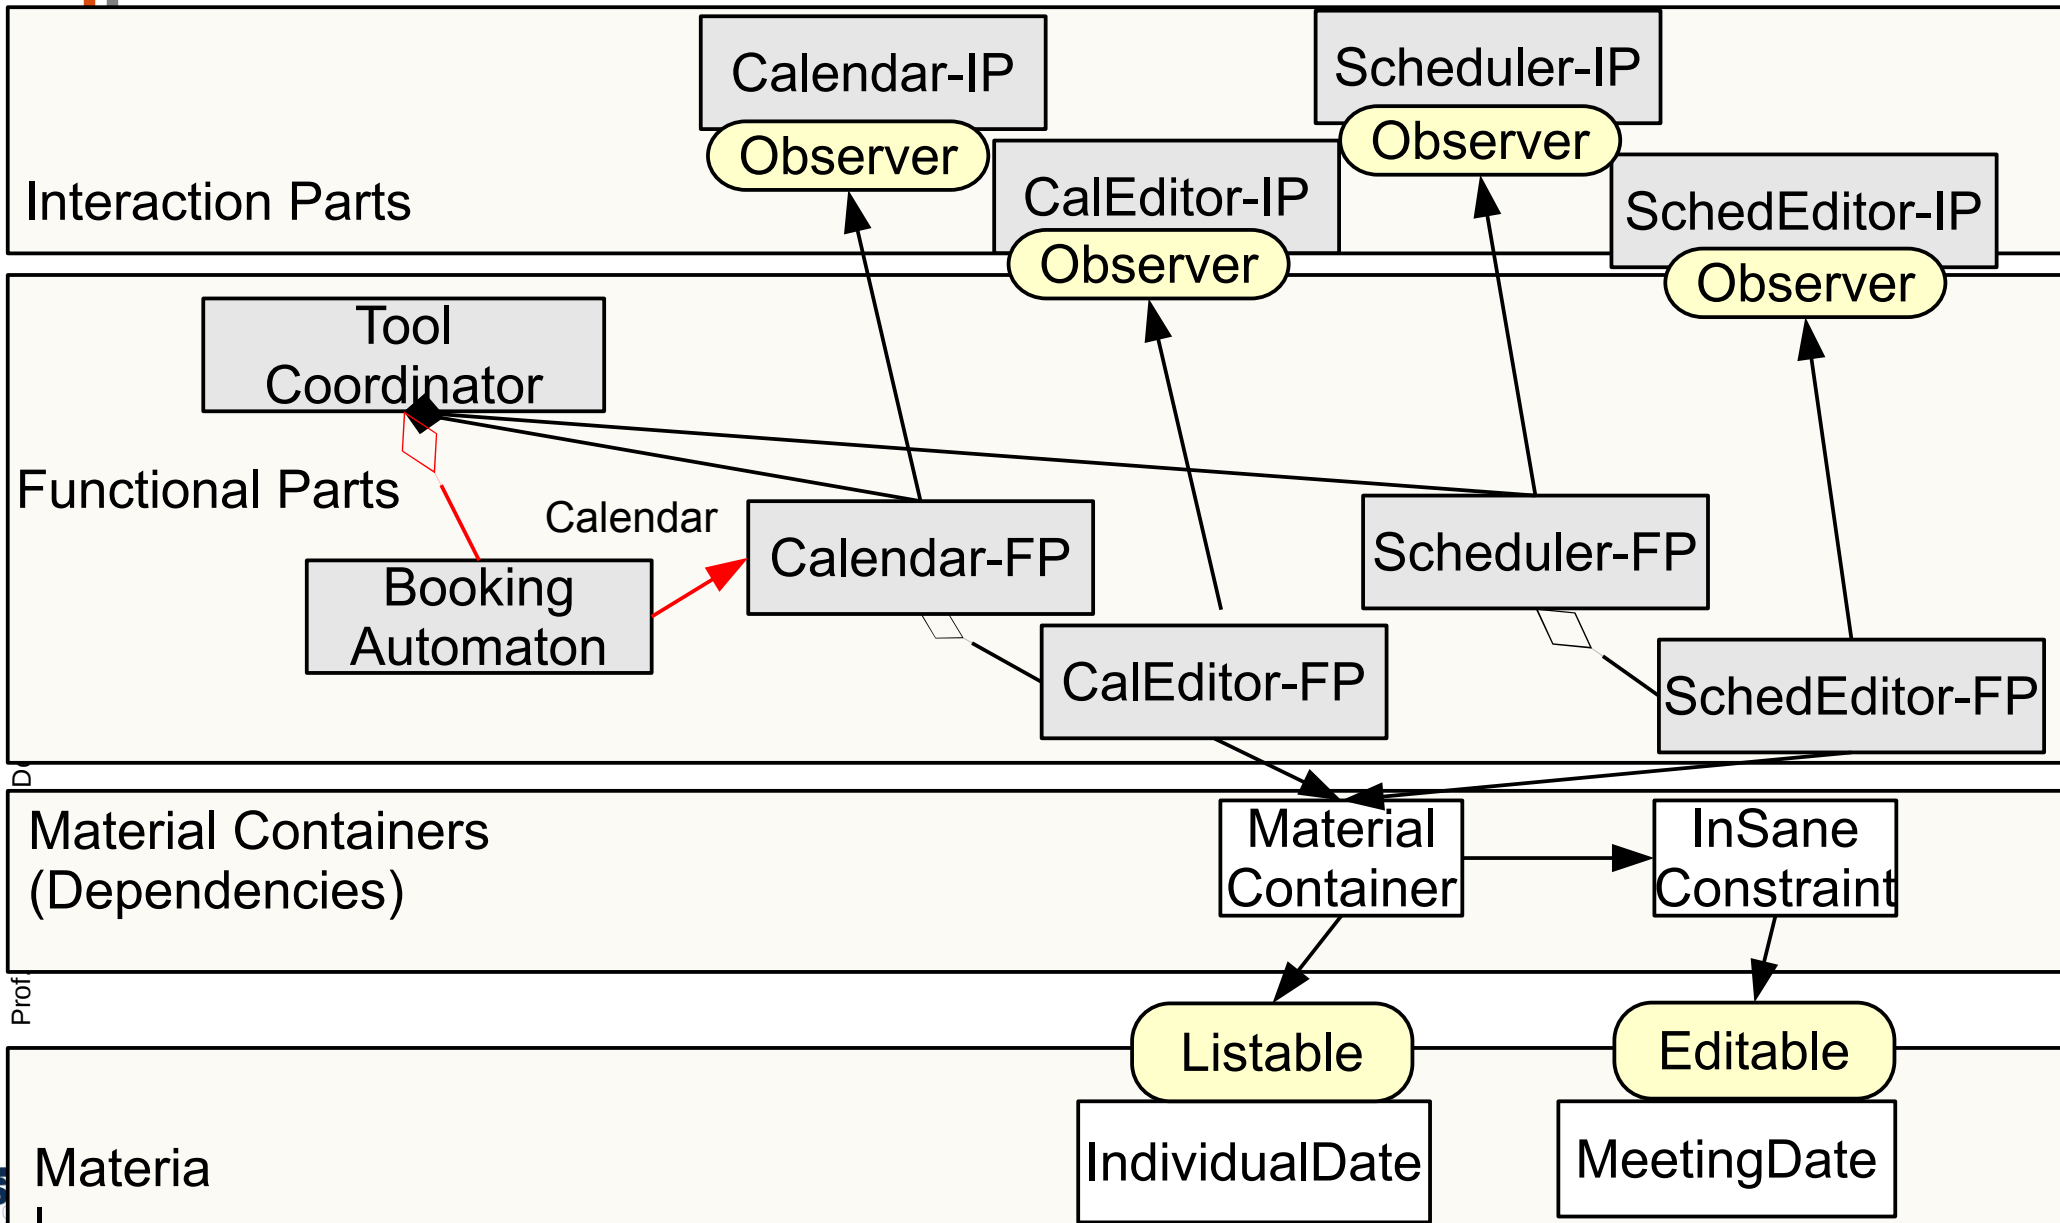 Calendar-IP
Scheduler-IP
Observer
Observer
Interaction Parts
CalEditor-IP
SchedEditor-IP
Observer
Observer
Tool
Coordinator
Functional Parts
Calendar
Calendar-FP
Scheduler-FP
Booking
Automaton
CalEditor-FP
SchedEditor-FP
Material Containers
(Dependencies)
Material
Container
InSane
Constraint
Prof.
Listable
Editable
IndividualDate
MeetingDate
Materia